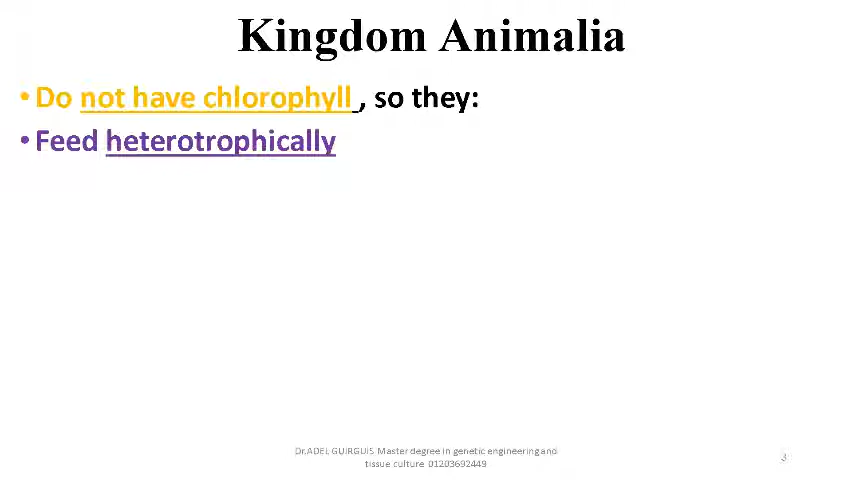 Kingdom Animalia
• Do not have chlorophyll , so they:
• Feed heterotrophically
Dr.ADEL GUIRGUIS Master degree in genetic engineering and
tissue culture 01203692449
3